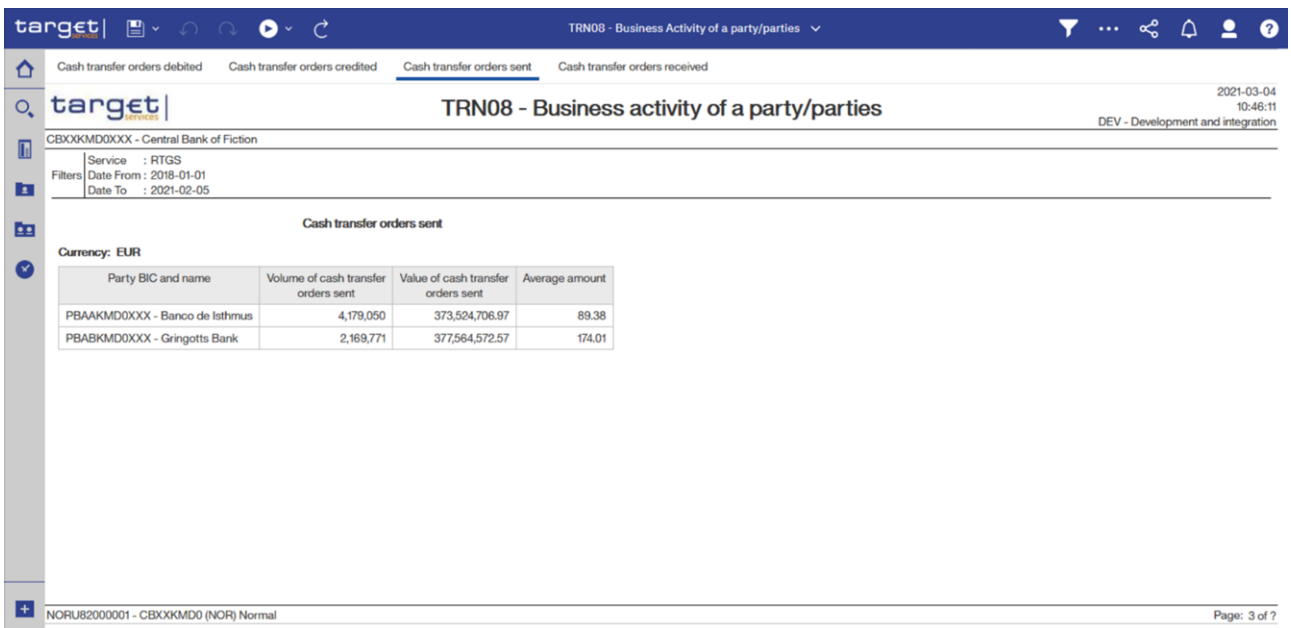 target|
services
TRN08 - Business Activity of a party/parties
?
Cash transfer orders debited Cash transfer orders credited Cash transfer orders sent Cash transfer orders received
target|
services
TRN08 - Business activity of a party/parties
2021-03-04
10:46:11
DEV - Development and integration
CBXXKMD0XXX - Central Bank of Fiction
Filters
Service : RTGS
Date From : 2018-01-01
Date To : 2021-02-05
Cash transfer orders sent
Currency: EUR
Party BIC and name Volume of cash transfer orders sent Value of cash transfer orders sent Average amount
PBAAKMD0XXX - Banco de Isthmus 4,179,050 373,524,706.97 89.38
PBABKMD0XXX - Gringotts Bank 2,169,771 377,564,572.57 174.01
NORU82000001 - CBXXKMD0 (NOR) Normal Page: 3 of ?